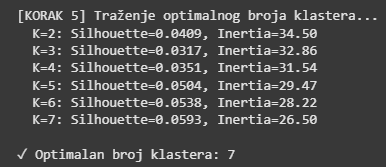 [KORAK 5] Traženje optimalnog broja klastera...
K=2: Silhouette=0.0409, Inertia=34.50
K=3: Silhouette=0.0317, Inertia=32.86
K=4: Silhouette=0.0351, Inertia=31.54
K=5: Silhouette=0.0504, Inertia=29.47
K=6: Silhouette=0.0538, Inertia=28.22
K=7: Silhouette=0.0593, Inertia=26.50
✓ Optimalan broj klastera: 7